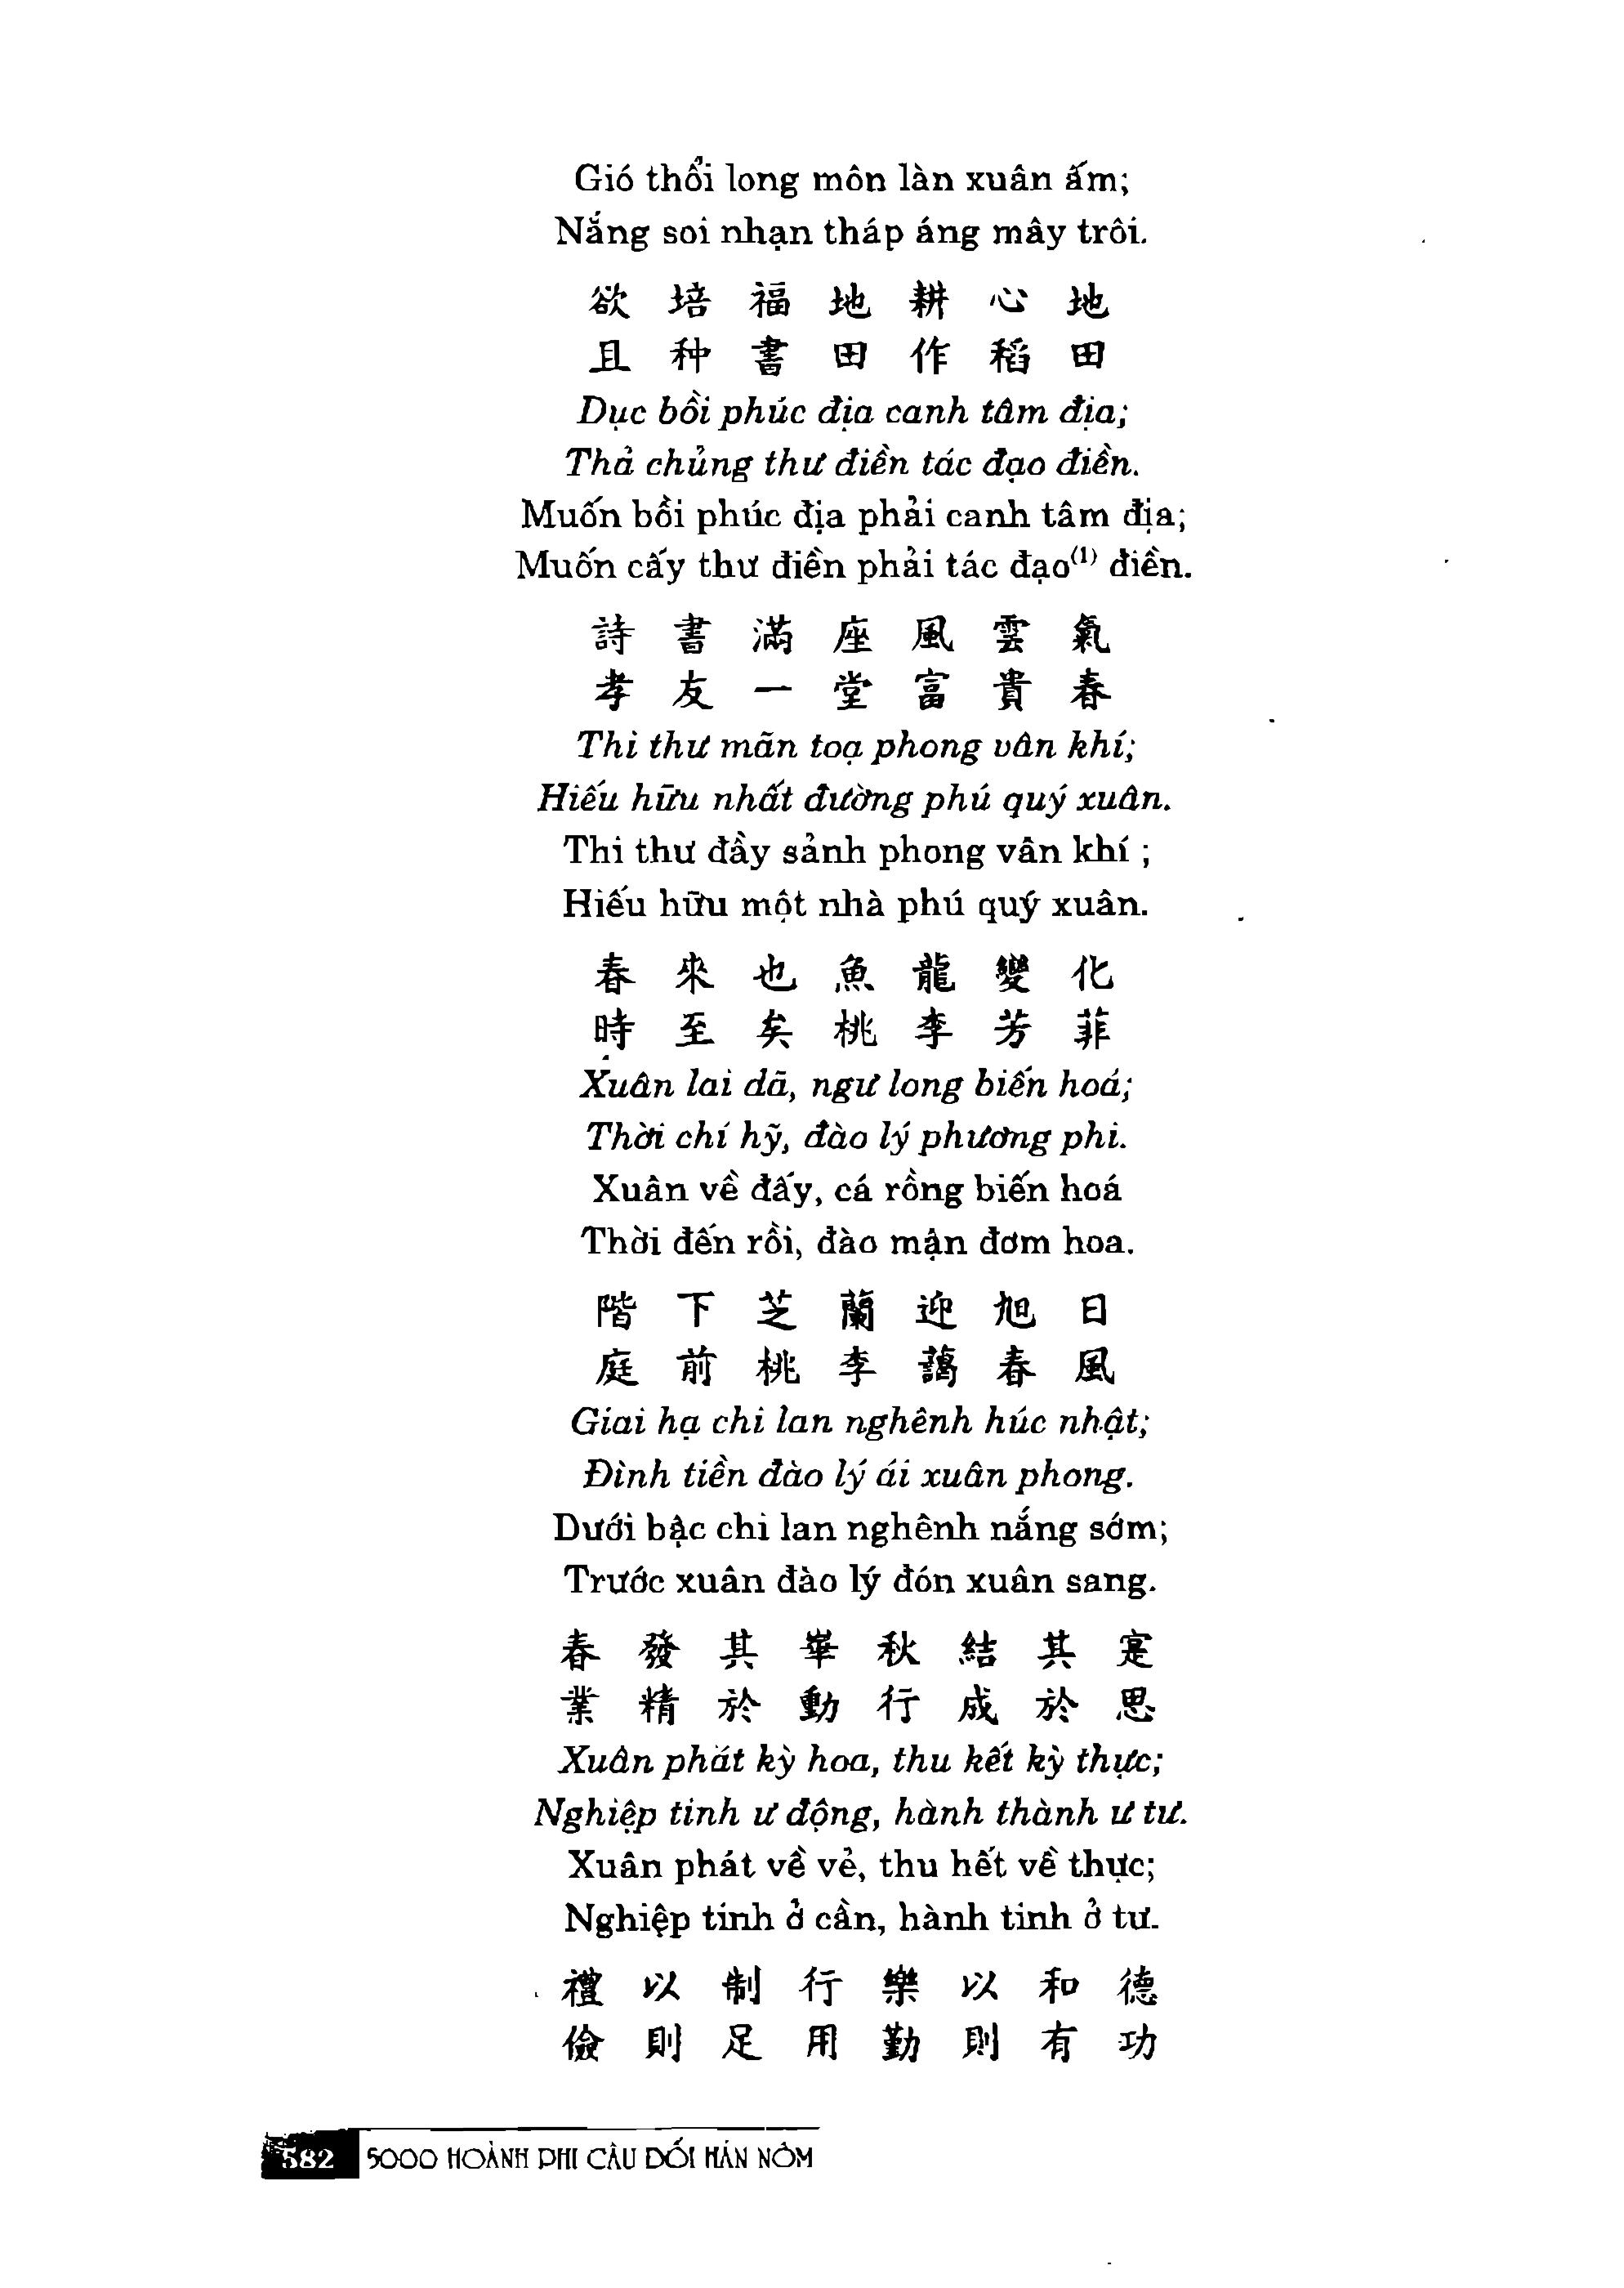 Gió thổi long môn làn xuân ấm;
Nắng soi nhạn tháp áng mây trôi.
欲培福地耕心地
且种書田作稻田
Dục bồi phúc địa canh tâm địa;
Thả chủng thư điền tác đạo điền.
Muốn bồi phúc địa phải canh tâm địa;
Muốn cấy thư điền phải tác đạo⁽¹⁾ điền.
詩書滿座風雲氣
孝友一堂富貴春
Thi thư mãn toạ phong vân khí;
Hiếu hữu nhất đường phú quý xuân.
Thi thư đầy sảnh phong vân khí ;
Hiếu hữu một nhà phú quý xuân.
春來也魚龍變化
時至矣桃李芳菲
Xuân lai dã, ngư long biến hoá;
Thời chí hỹ, đào lý phương phi.
Xuân về đấy, cá rồng biến hoá
Thời đến rồi, đào mận đơm hoa.
階下芝蘭迎旭日
庭前桃李藹春風
Giai hạ chi lan nghênh húc nhật;
Đình tiền đào lý ái xuân phong.
Dưới bậc chi lan nghênh nắng sớm;
Trước xuân đào lý đón xuân sang.
春發其華秋結其寔
業精於動行成於思
Xuân phát kỳ hoa, thu kết kỳ thực;
Nghiệp tinh ư động, hành thành ư tư.
Xuân phát về vẻ, thu hết về thực;
Nghiệp tinh ở cần, hành tinh ở tư.
禮以制行樂以和德
儉則足用勤則有功
582 5000 HOÀNH PHI CÂU ĐỐI HÁN NÔM